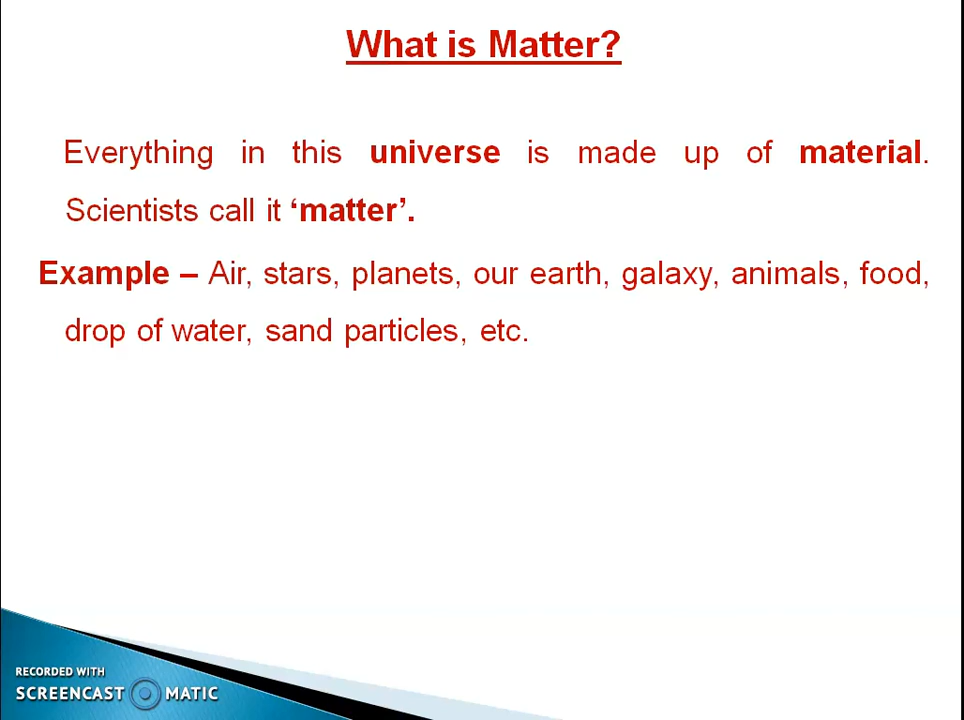 What is Matter?
Everything in this universe is made up of material.
Scientists call it ‘matter’.
Example – Air, stars, planets, our earth, galaxy, animals, food,
drop of water, sand particles, etc.
RECORDED WITH
SCREENCAST MATIC